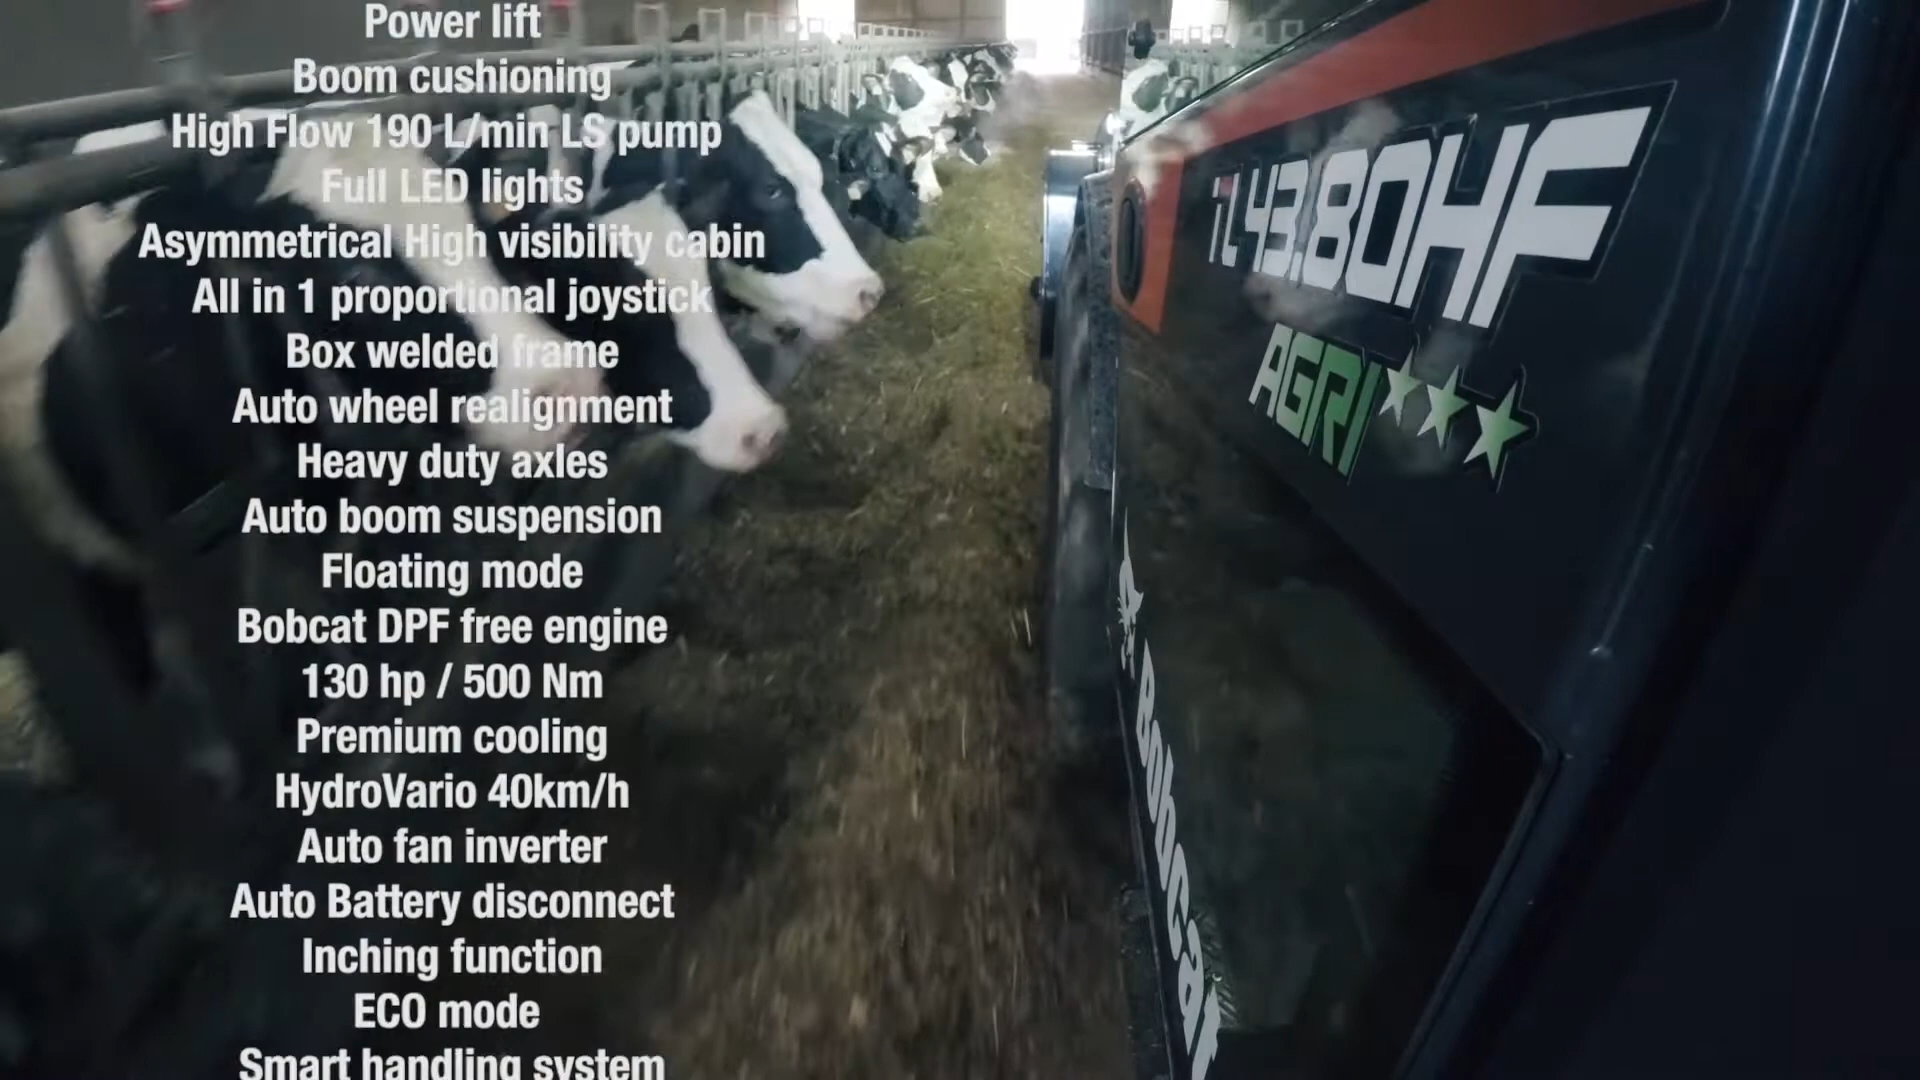 Power lift
Boom cushioning
High Flow 190 L/min LS pump
Full LED lights
Asymmetrical High visibility cabin
All in 1 proportional joystick
Box welded frame
Auto wheel realignment
Heavy duty axles
Auto boom suspension
Floating mode
Bobcat DPF free engine
130 hp / 500 Nm
Premium cooling
HydroVario 40km/h
Auto fan inverter
Auto Battery disconnect
Inching function
ECO mode
Smart handling system
TL43.80HF
AGRI★★★
Bobcat